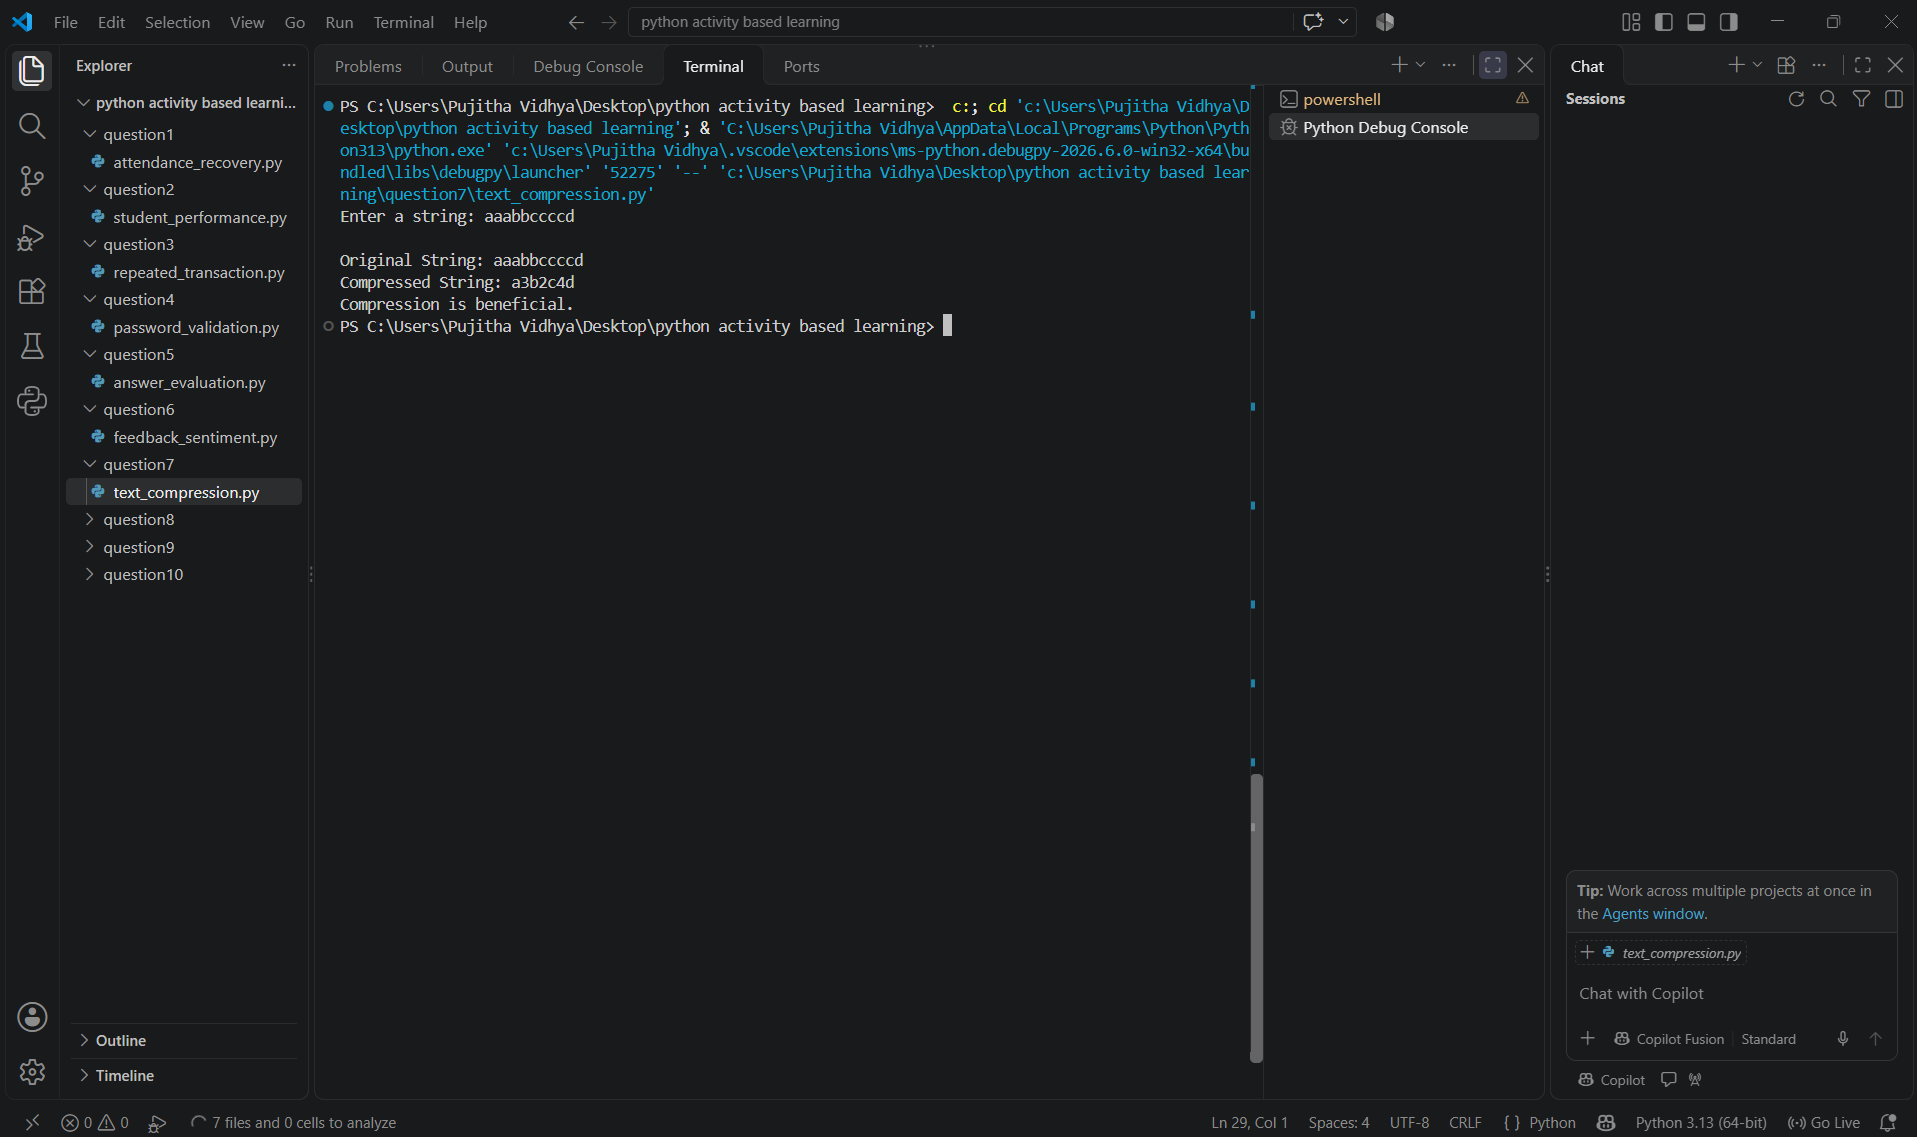 File Edit Selection View Go Run Terminal Help
python activity based learning
Explorer
python activity based learni...
question1
attendance_recovery.py
question2
student_performance.py
question3
repeated_transaction.py
question4
password_validation.py
question5
answer_evaluation.py
question6
feedback_sentiment.py
question7
text_compression.py
question8
question9
question10
Outline
Timeline
Problems Output Debug Console Terminal Ports
PS C:\Users\Pujitha Vidhya\Desktop\python activity based learning>  c:; cd 'c:\Users\Pujitha Vidhya\D
esktop\python activity based learning'; & 'C:\Users\Pujitha Vidhya\AppData\Local\Programs\Python\Pyth
on313\python.exe' 'c:\Users\Pujitha Vidhya\.vscode\extensions\ms-python.debugpy-2026.6.0-win32-x64\bu
ndled\libs\debugpy\launcher' '52275' '--' 'c:\Users\Pujitha Vidhya\Desktop\python activity based lear
ning\question7\text_compression.py'
Enter a string: aaabbccccd
Original String: aaabbccccd
Compressed String: a3b2c4d
Compression is beneficial.
PS C:\Users\Pujitha Vidhya\Desktop\python activity based learning>
powershell
Python Debug Console
Chat
Sessions
Tip: Work across multiple projects at once in
the Agents window.
text_compression.py
Chat with Copilot
Copilot Fusion Standard
Copilot
0 0 7 files and 0 cells to analyze
Ln 29, Col 1 Spaces: 4 UTF-8 CRLF { } Python Python 3.13 (64-bit) Go Live